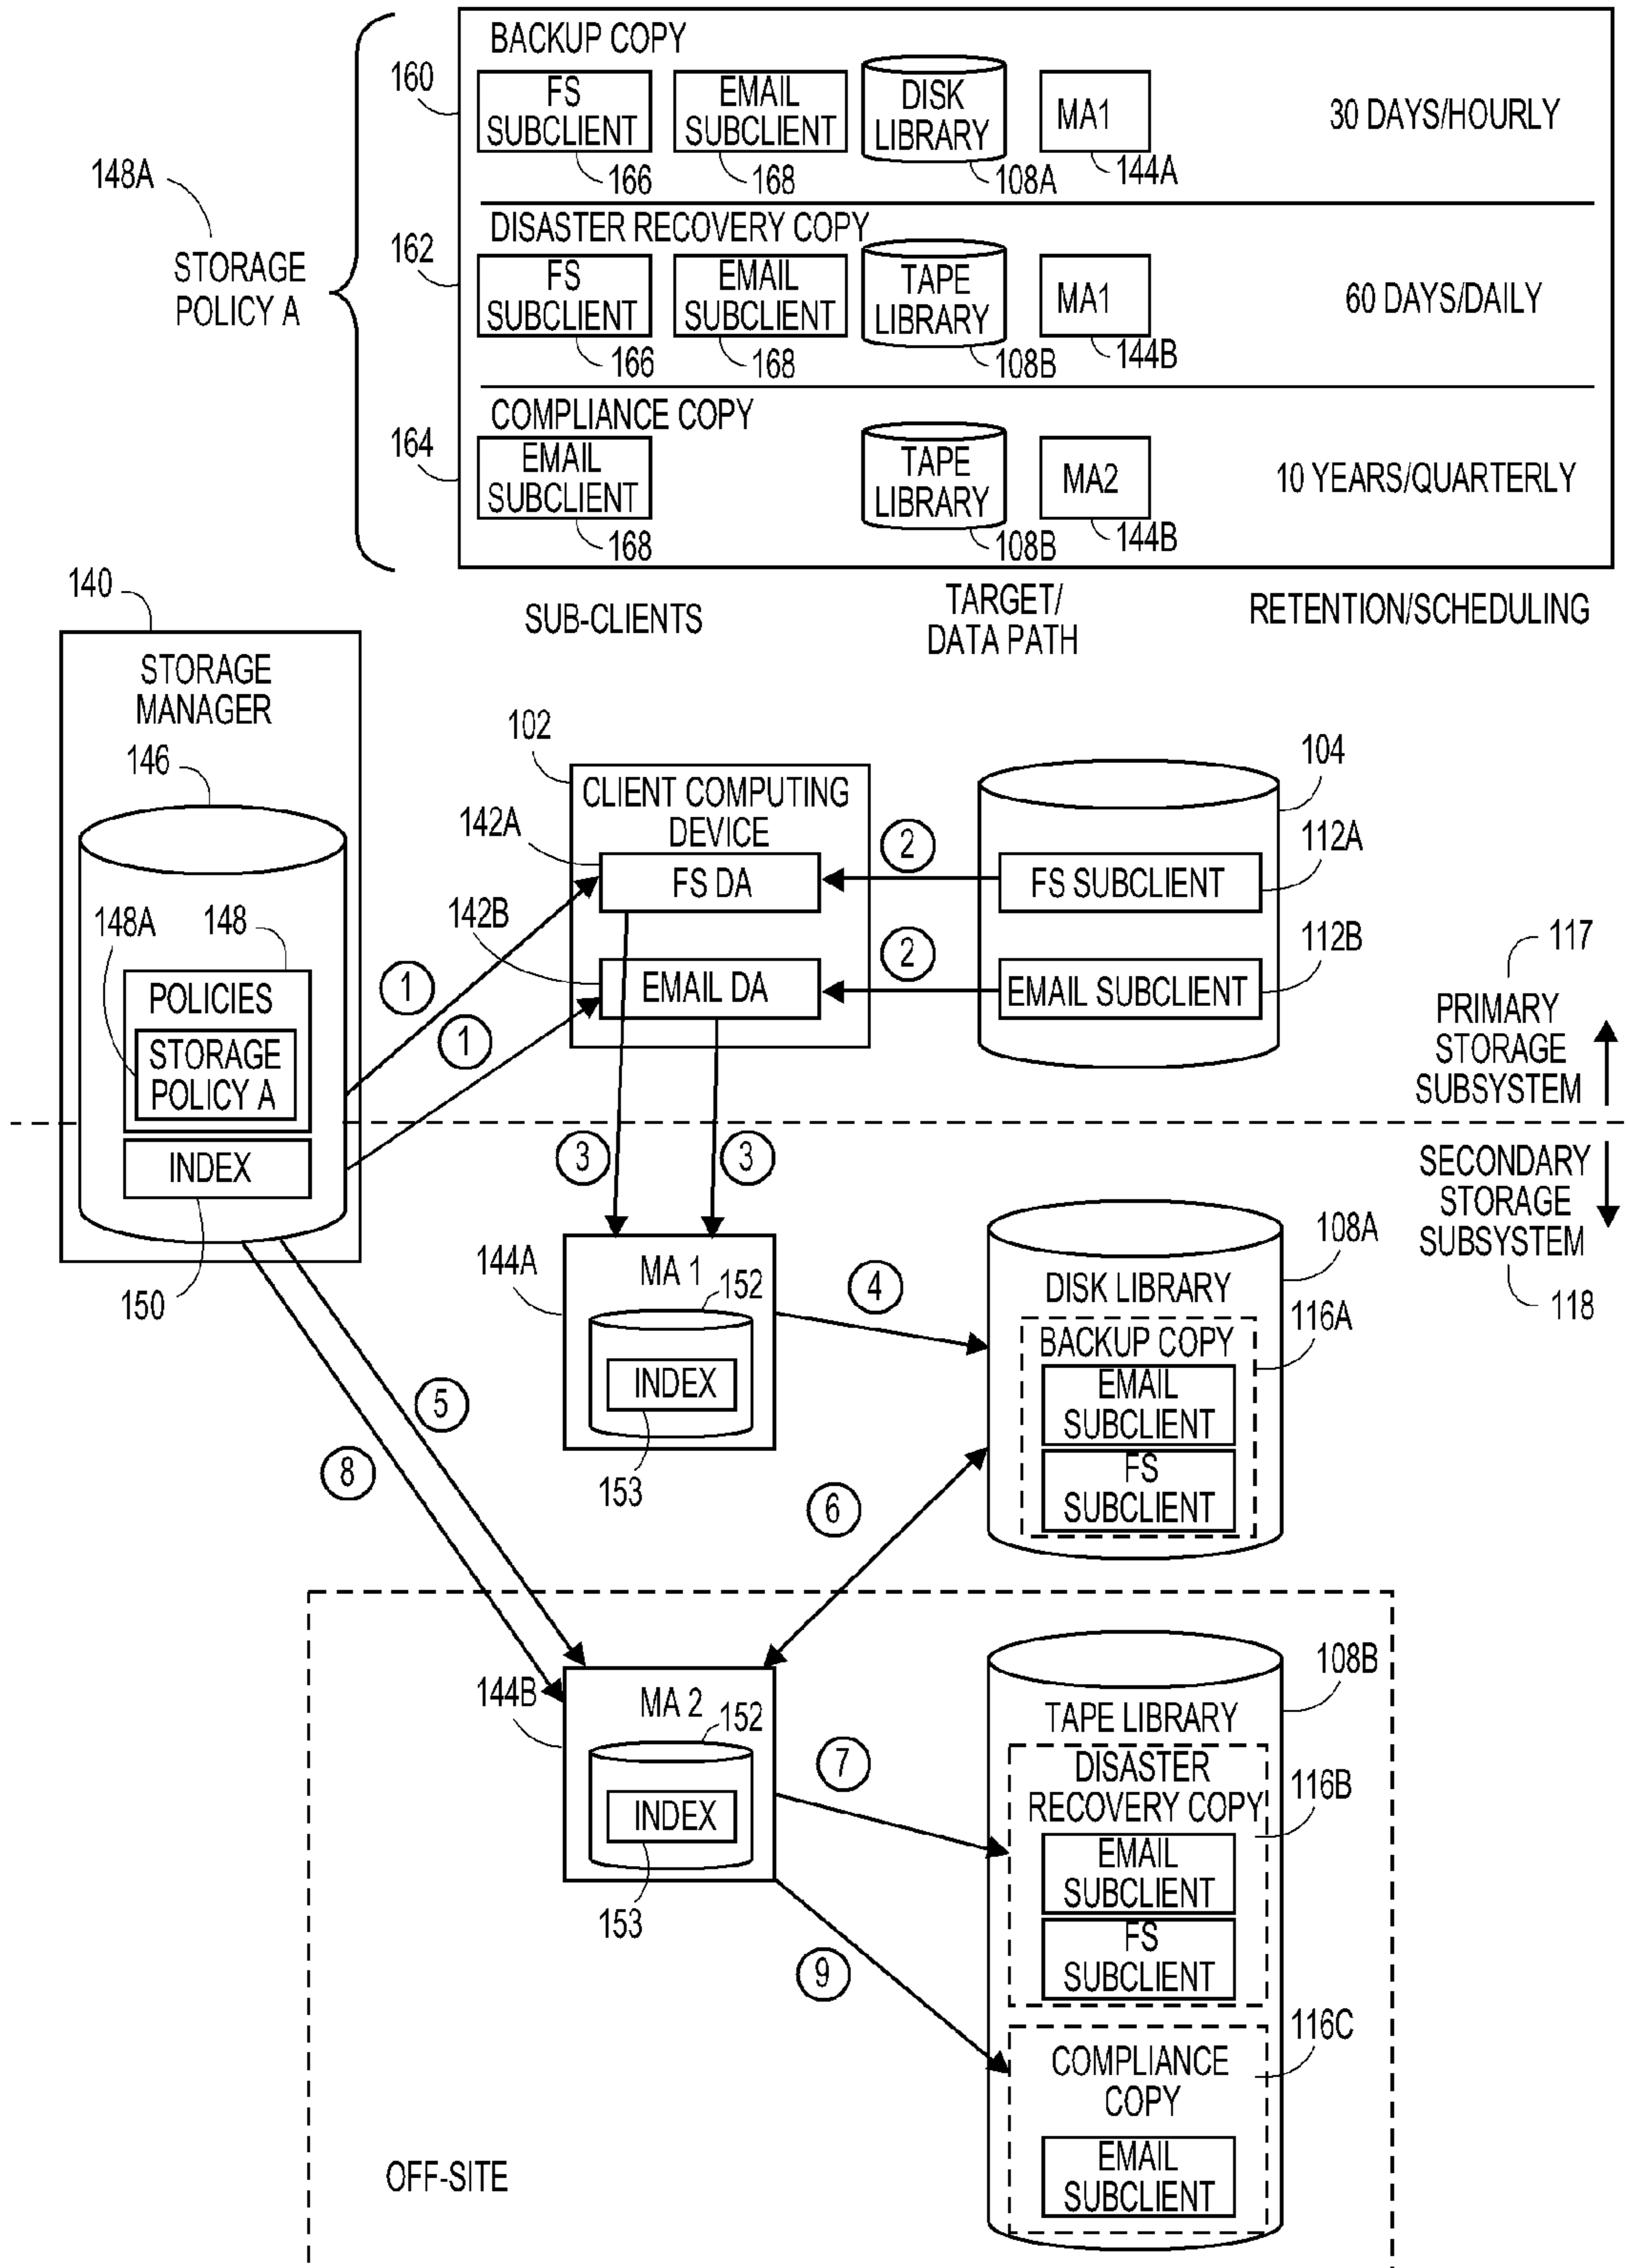 BACKUP COPY
160
FS
SUBCLIENT
166
EMAIL
SUBCLIENT
168
DISK
LIBRARY
108A
MA1
144A
30 DAYS/HOURLY
148A
STORAGE
POLICY A
DISASTER RECOVERY COPY
162
FS
SUBCLIENT
166
EMAIL
SUBCLIENT
168
TAPE
LIBRARY
108B
MA1
144B
60 DAYS/DAILY
COMPLIANCE COPY
164
EMAIL
SUBCLIENT
168
TAPE
LIBRARY
108B
MA2
144B
10 YEARS/QUARTERLY
SUB-CLIENTS
TARGET/
DATA PATH
RETENTION/SCHEDULING
140
STORAGE
MANAGER
146
148A
148
POLICIES
STORAGE
POLICY A
INDEX
150
102
CLIENT COMPUTING
DEVICE
142A
FS DA
142B
EMAIL DA
104
FS SUBCLIENT
112A
EMAIL SUBCLIENT
112B
1
1
2
2
117
PRIMARY
STORAGE
SUBSYSTEM
SECONDARY
STORAGE
SUBSYSTEM
118
3
3
144A
MA 1
152
INDEX
153
4
108A
DISK LIBRARY
116A
BACKUP COPY
EMAIL
SUBCLIENT
FS
SUBCLIENT
5
8
6
144B
MA 2
152
INDEX
153
7
9
108B
TAPE LIBRARY
DISASTER
RECOVERY COPY
116B
EMAIL
SUBCLIENT
FS
SUBCLIENT
116C
COMPLIANCE
COPY
EMAIL
SUBCLIENT
OFF-SITE